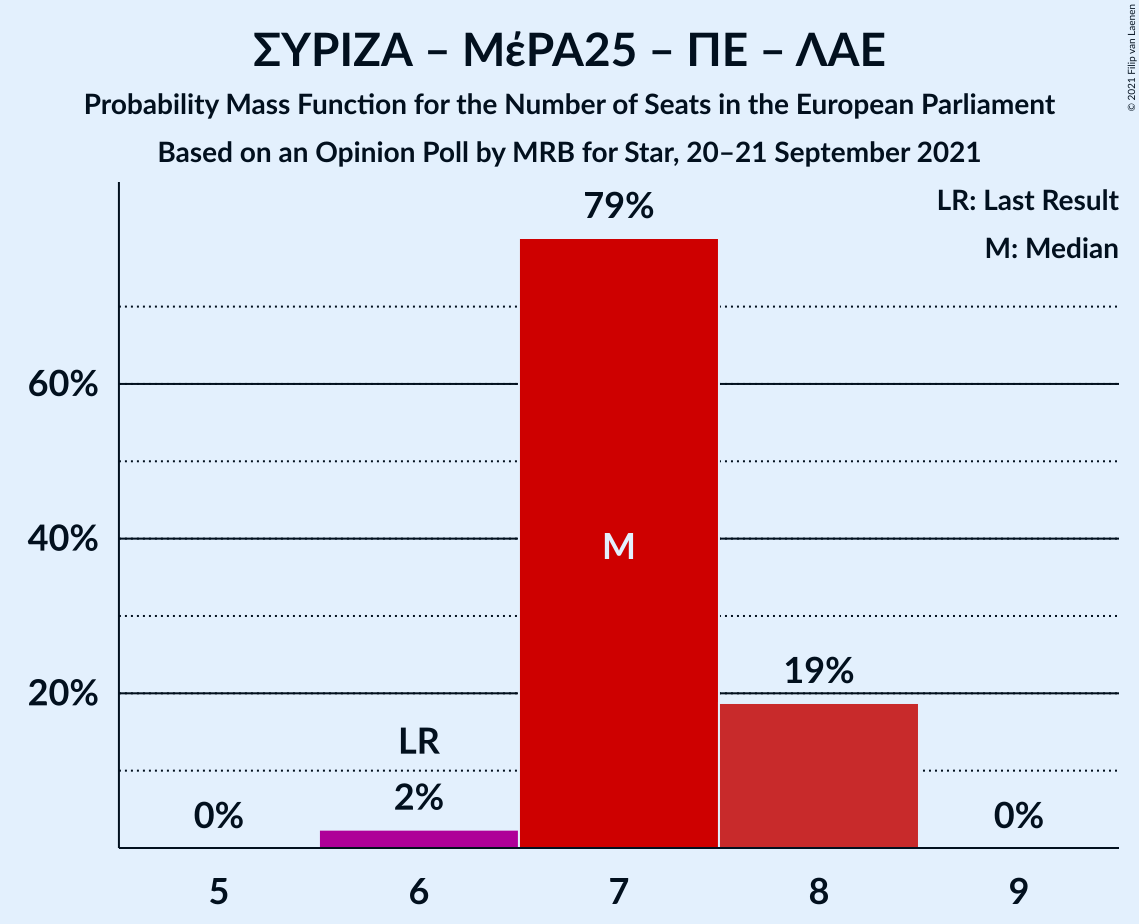 ΣΥΡΙΖΑ – ΜέΡΑ25 – ΠΕ – ΛΑΕ
Probability Mass Function for the Number of Seats in the European Parliament
Based on an Opinion Poll by MRB for Star, 20–21 September 2021
© 2021 Filip van Laenen
LR: Last Result
M: Median
79%
60%
40%
M
20%
19%
LR
2%
0%
0%
5
6
7
8
9